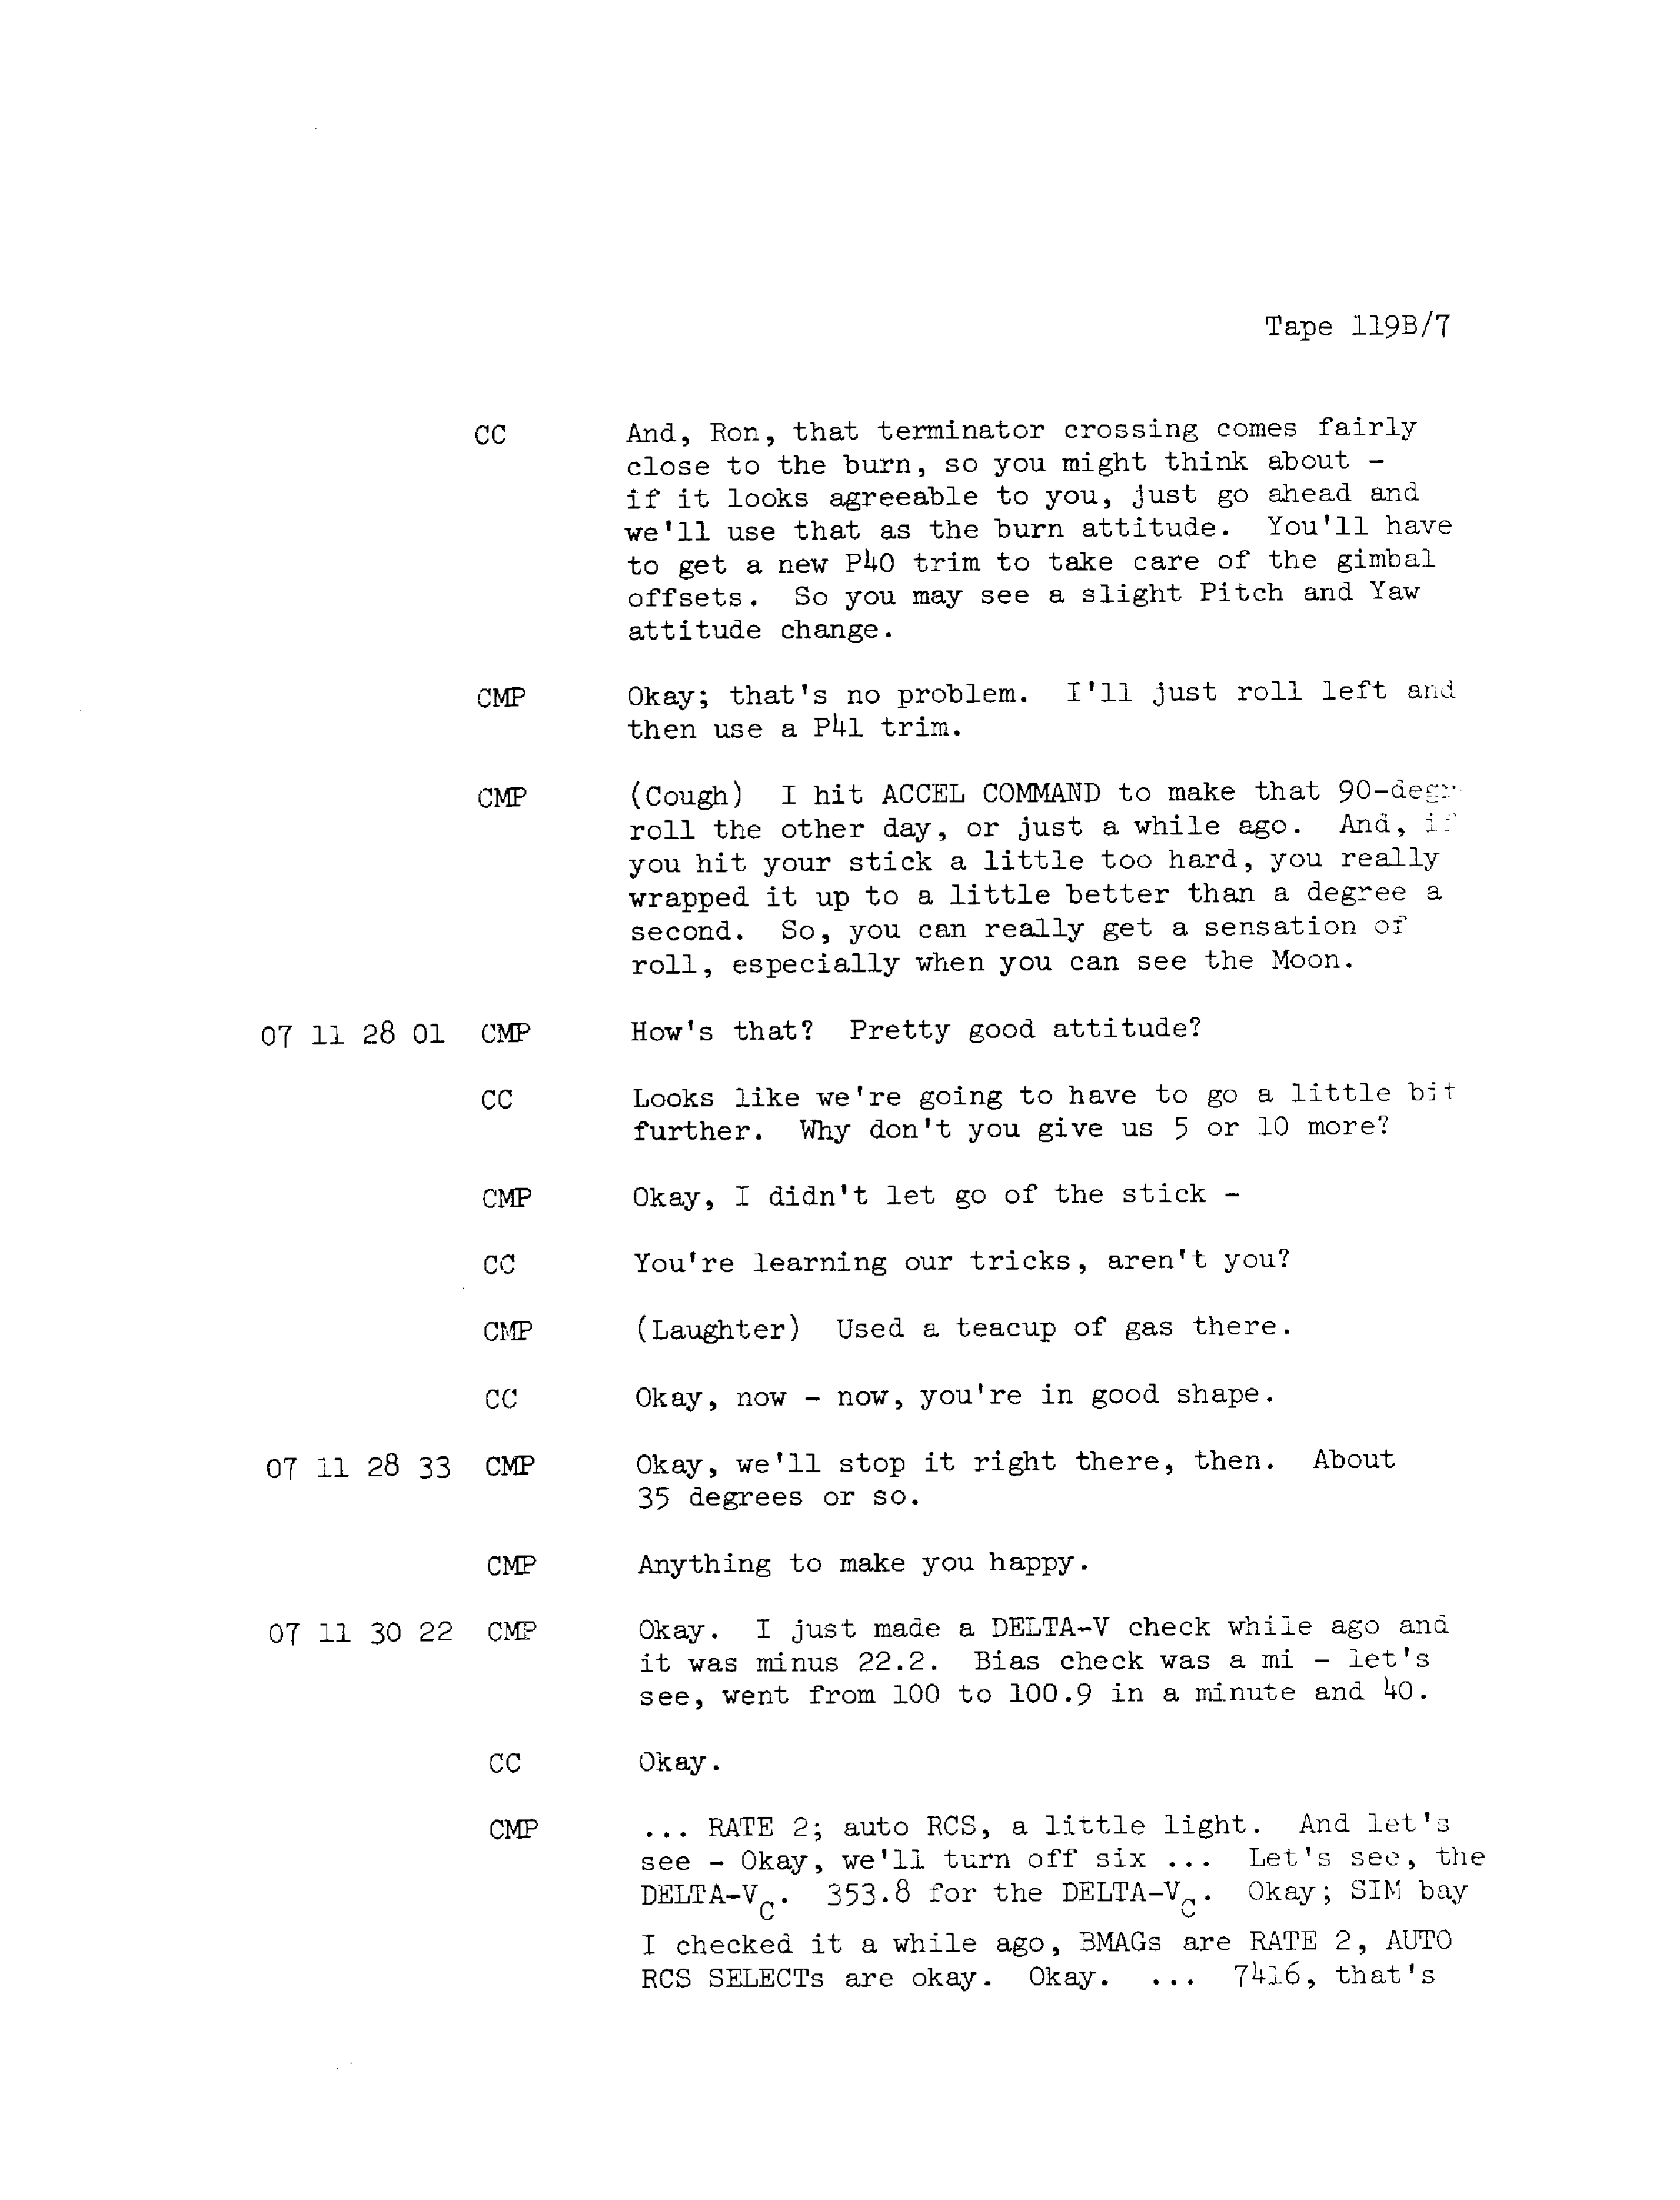 Tape 119B/7
CC And, Ron, that terminator crossing comes fairly
close to the burn, so you might think about -
if it looks agreeable to you, just go ahead and
we'll use that as the burn attitude. You'll have
to get a new P40 trim to take care of the gimbal
offsets. So you may see a slight Pitch and Yaw
attitude change.
CMP Okay; that's no problem. I'll just roll left and
then use a P41 trim.
CMP (Cough) I hit ACCEL COMMAND to make that 90-degr
roll the other day, or just a while ago. And, if
you hit your stick a little too hard, you really
wrapped it up to a little better than a degree a
second. So, you can really get a sensation of
roll, especially when you can see the Moon.
07 11 28 01 CMP How's that? Pretty good attitude?
CC Looks like we're going to have to go a little bit
further. Why don't you give us 5 or 10 more?
CMP Okay, I didn't let go of the stick -
CC You're learning our tricks, aren't you?
CMP (Laughter) Used a teacup of gas there.
CC Okay, now - now, you're in good shape.
07 11 28 33 CMP Okay, we'll stop it right there, then. About
35 degrees or so.
CMP Anything to make you happy.
07 11 30 22 CMP Okay. I just made a DELTA-V check while ago and
it was minus 22.2. Bias check was a mi - let's
see, went from 100 to 100.9 in a minute and 40.
CC Okay.
CMP ... RATE 2; auto RCS, a little light. And let's
see - Okay, we'll turn off six ... Let's see, the
DELTA-VC. 353.8 for the DELTA-VC. Okay; SIM bay
I checked it a while ago, BMAGs are RATE 2, AUTO
RCS SELECTs are okay. Okay. ... 7416, that's